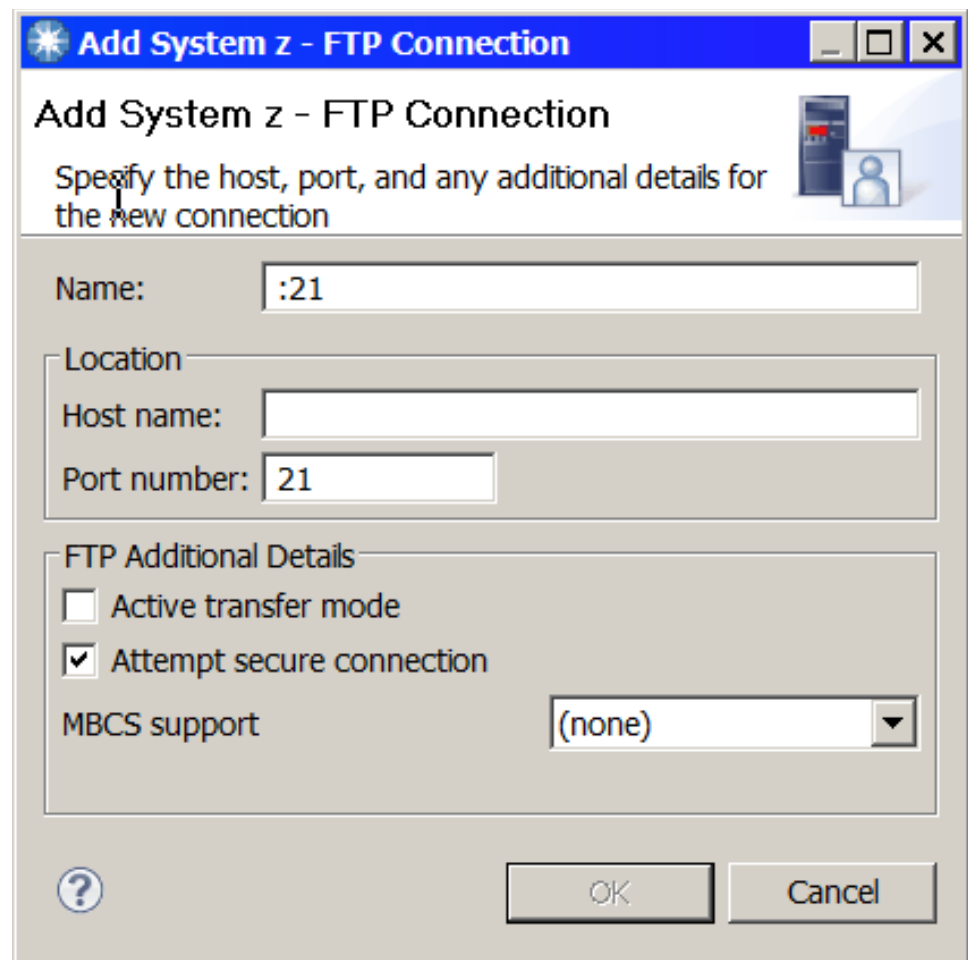 Add System z - FTP Connection
Add System z - FTP Connection
Specify the host, port, and any additional details for
the new connection
Name: :21
Location
Host name:
Port number: 21
FTP Additional Details
Active transfer mode
Attempt secure connection
MBCS support (none)
? OK Cancel